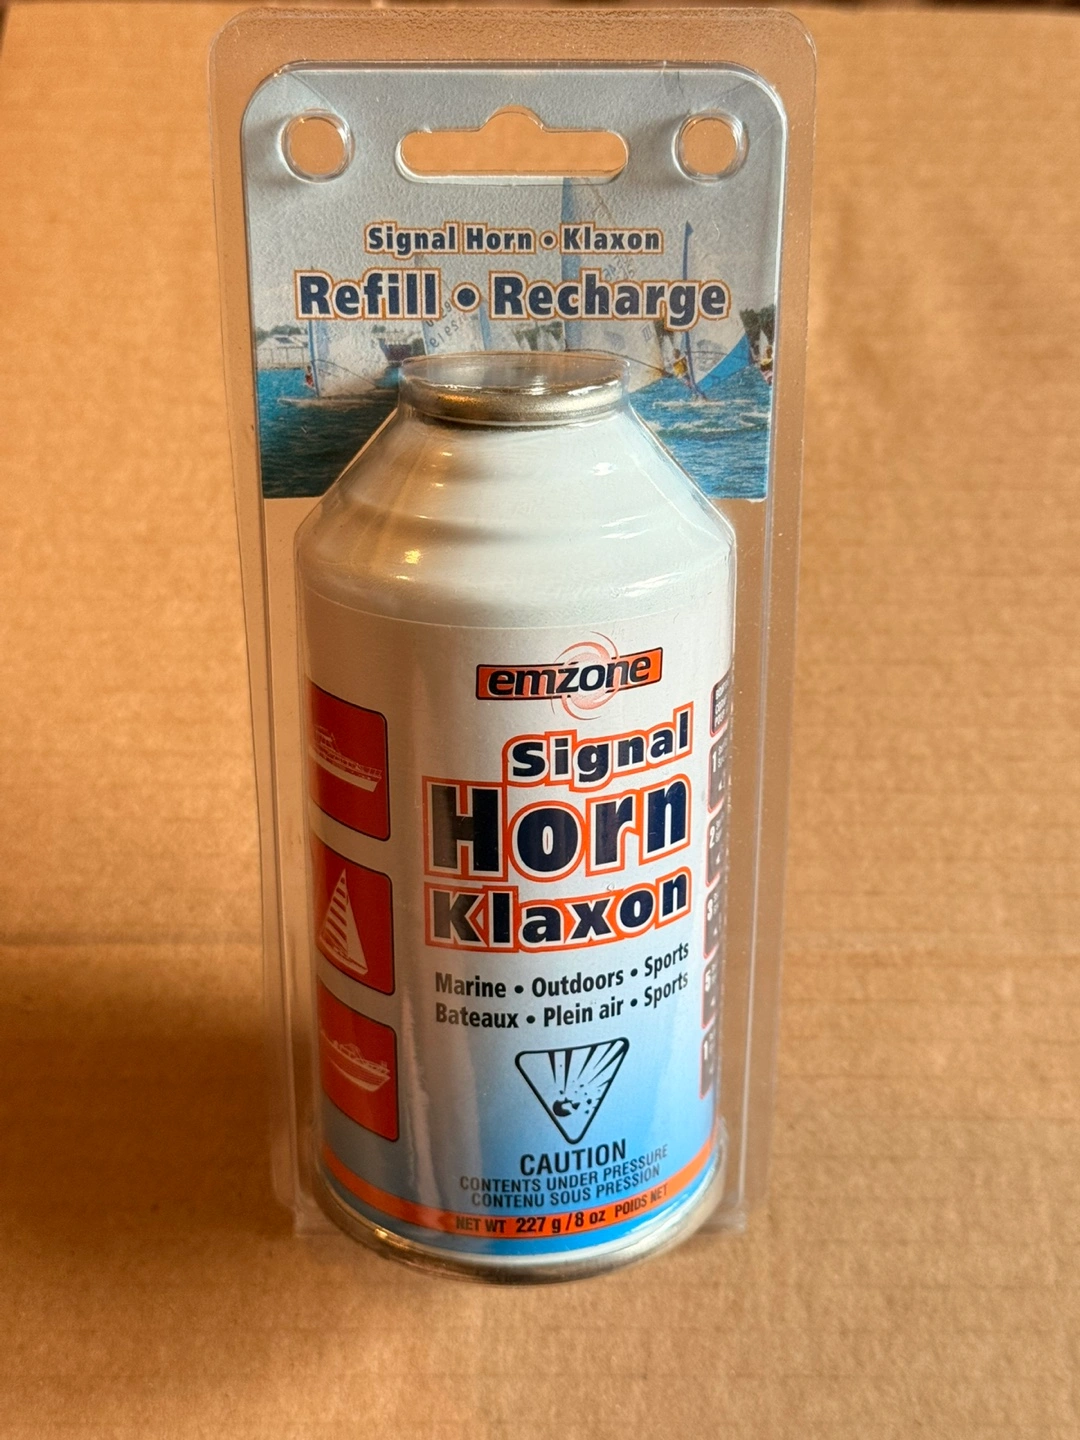 Signal Horn • Klaxon
Refill • Recharge
emzone
Signal
Horn
Klaxon
Marine • Outdoors • Sports
Bateaux • Plein air • Sports
CAUTION
CONTENTS UNDER PRESSURE
CONTENU SOUS PRESSION
NET WT 227 g / 8 oz POIDS NET